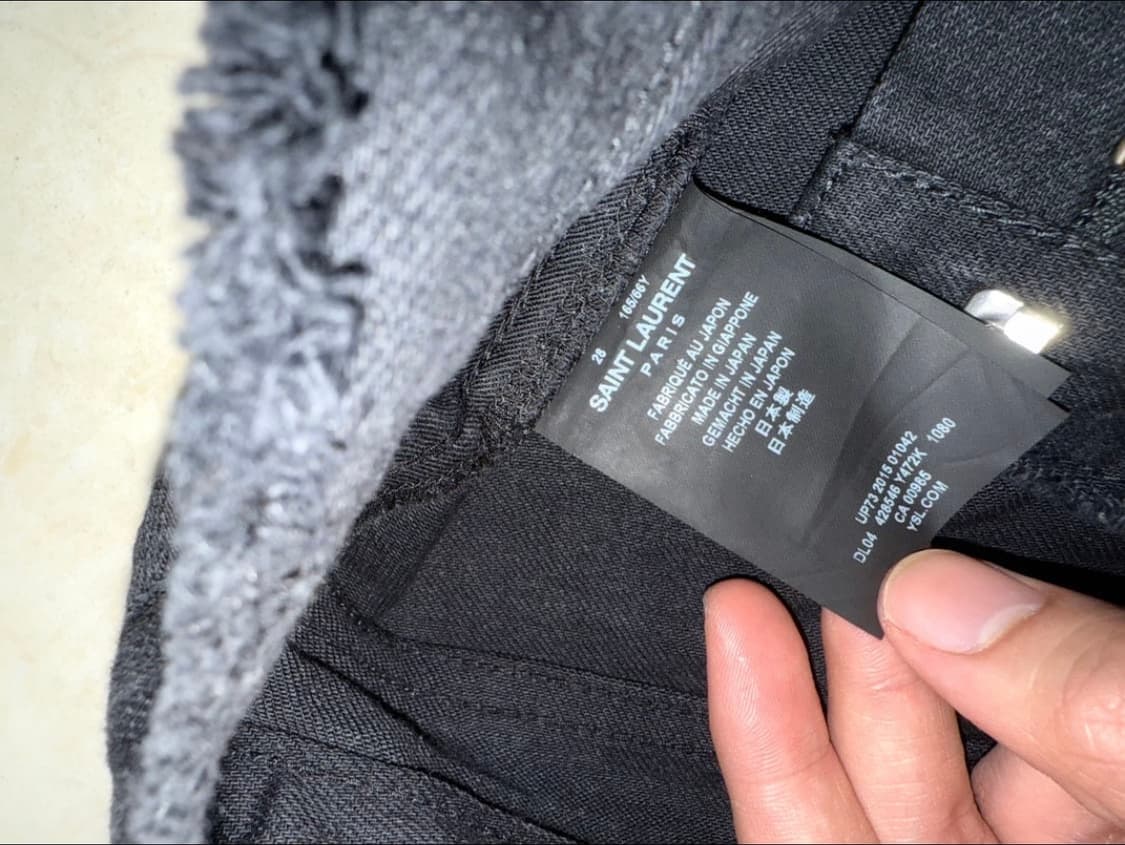 28 165/66Y
SAINT LAURENT
PARIS
FABRIQUÉ AU JAPON
FABBRICATO IN GIAPPONE
MADE IN JAPAN
GEMACHT IN JAPAN
HECHO EN JAPON
日本製
日本制造
UP73 2015 01042
DL04 428546 Y472K 1080
CA 00965
YSL.COM